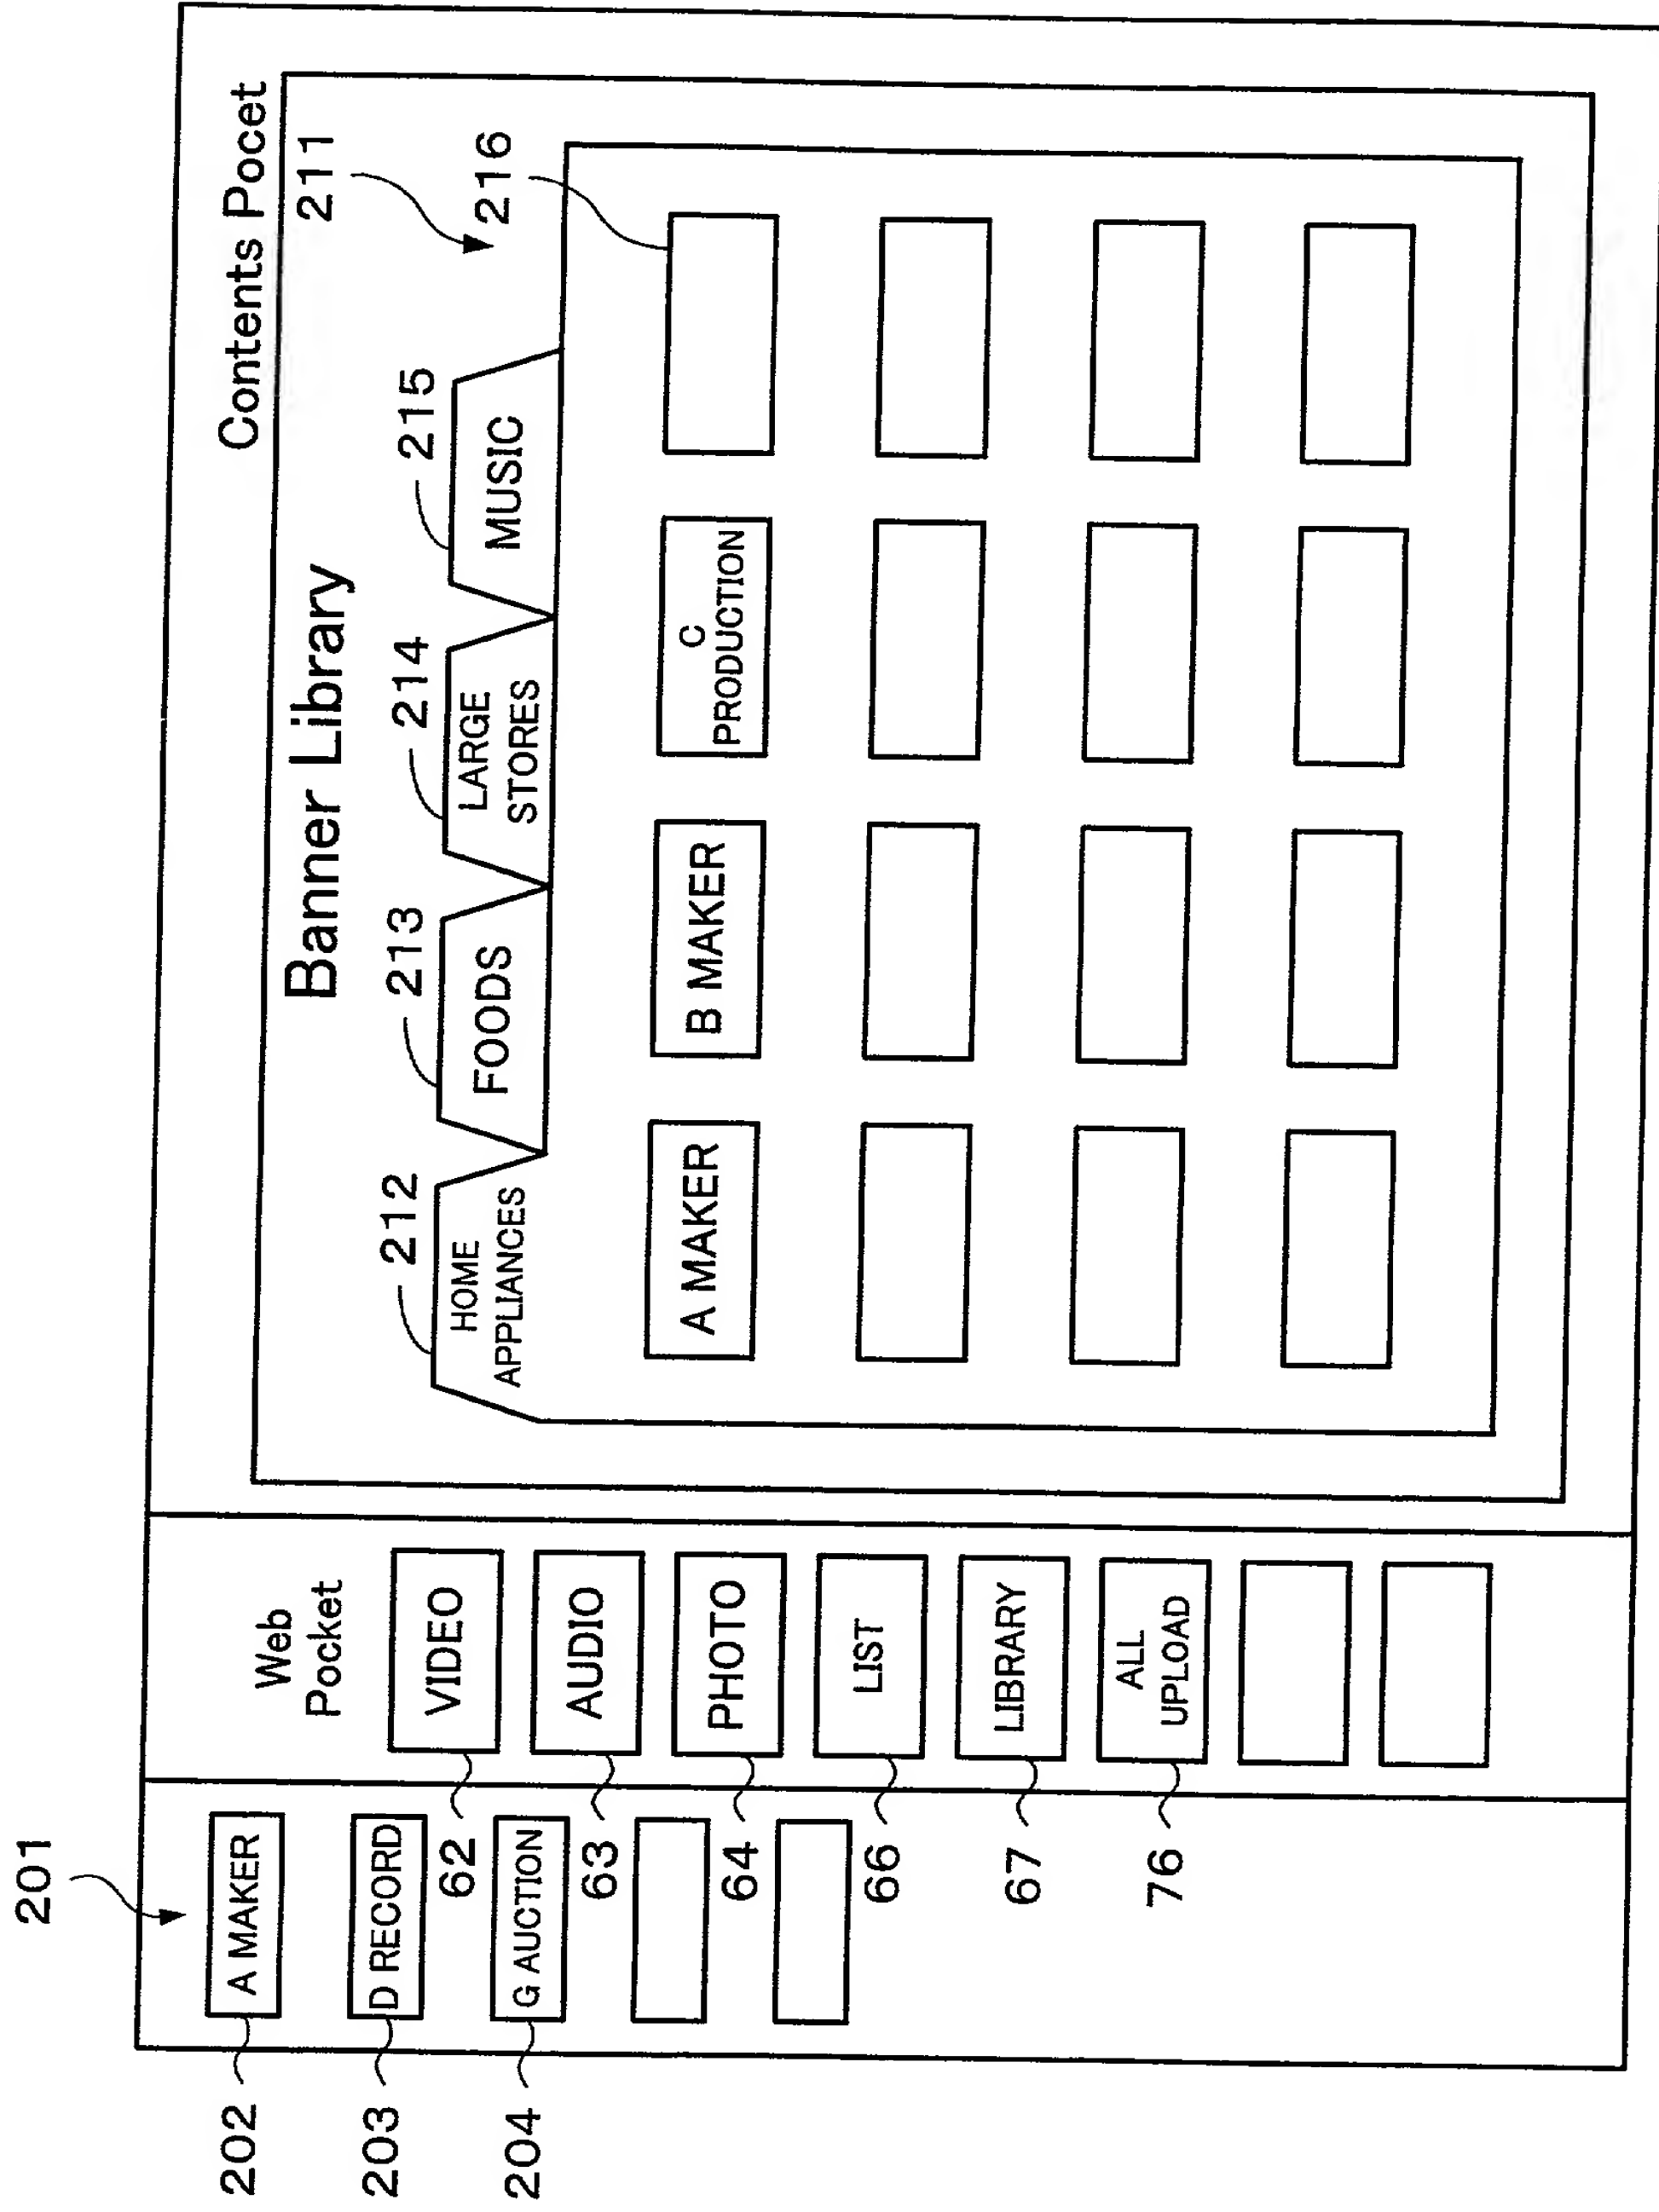 201
202
A MAKER
203
D RECORD
204
G AUCTION
Web
Pocket
62
VIDEO
63
AUDIO
64
PHOTO
66
LIST
67
LIBRARY
76
ALL
UPLOAD
Contents Pocet
Banner Library
211
212
HOME
APPLIANCES
213
FOODS
214
LARGE
STORES
215
MUSIC
216
A MAKER
B MAKER
C
PRODUCTION